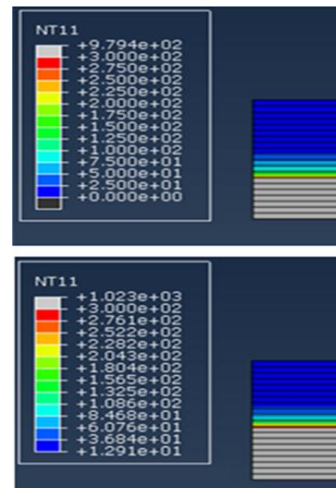 NT11
+9.794e+02
+3.000e+02
+2.750e+02
+2.500e+02
+2.250e+02
+2.000e+02
+1.750e+02
+1.500e+02
+1.250e+02
+1.000e+02
+7.500e+01
+5.000e+01
+2.500e+01
+0.000e+00
NT11
+1.023e+03
+3.000e+02
+2.761e+02
+2.522e+02
+2.282e+02
+2.043e+02
+1.804e+02
+1.565e+02
+1.325e+02
+1.086e+02
+8.468e+01
+6.076e+01
+3.684e+01
+1.291e+01